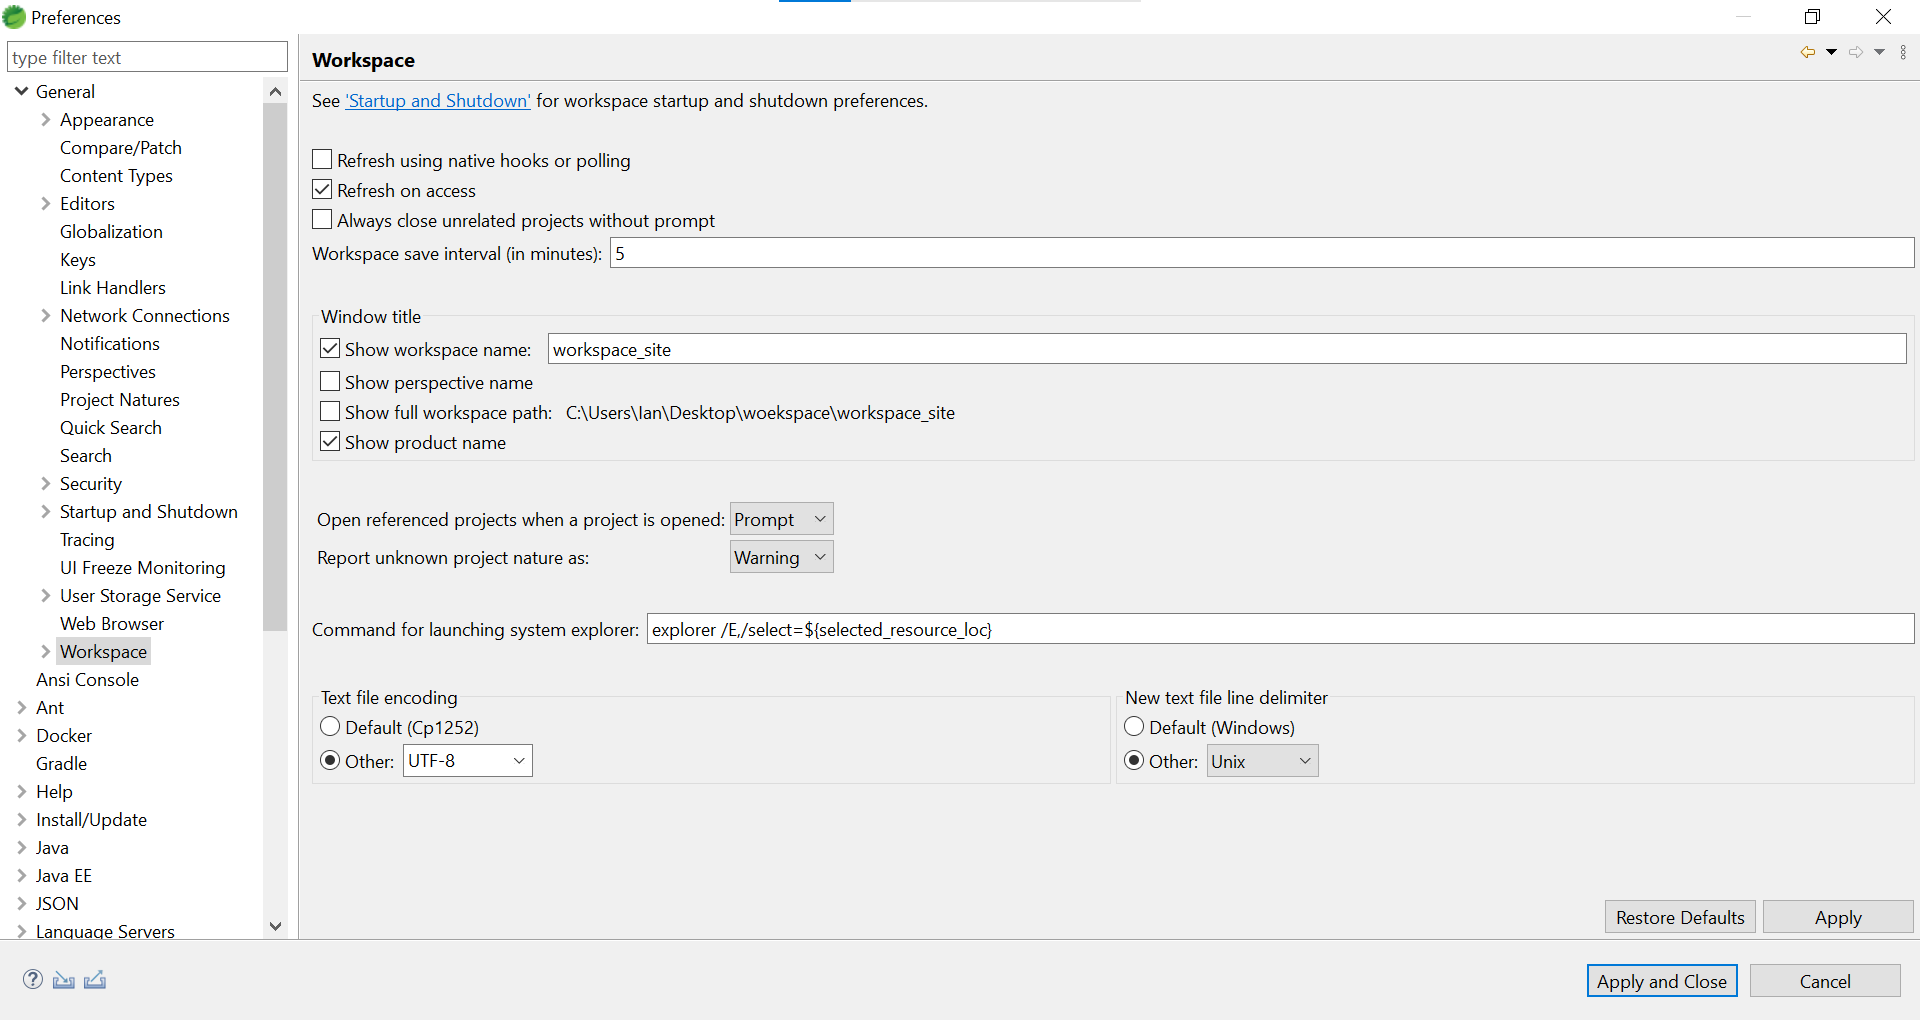 Preferences
type filter text
General
Appearance
Compare/Patch
Content Types
Editors
Globalization
Keys
Link Handlers
Network Connections
Notifications
Perspectives
Project Natures
Quick Search
Search
Security
Startup and Shutdown
Tracing
UI Freeze Monitoring
User Storage Service
Web Browser
Workspace
Ansi Console
Ant
Docker
Gradle
Help
Install/Update
Java
Java EE
JSON
Language Servers
Workspace
See 'Startup and Shutdown' for workspace startup and shutdown preferences.
Refresh using native hooks or polling
Refresh on access
Always close unrelated projects without prompt
Workspace save interval (in minutes): 5
Window title
Show workspace name: workspace_site
Show perspective name
Show full workspace path: C:\Users\Ian\Desktop\woekspace\workspace_site
Show product name
Open referenced projects when a project is opened: Prompt
Report unknown project nature as: Warning
Command for launching system explorer: explorer /E,/select=${selected_resource_loc}
Text file encoding
Default (Cp1252)
Other: UTF-8
New text file line delimiter
Default (Windows)
Other: Unix
Restore Defaults Apply
? Apply and Close Cancel